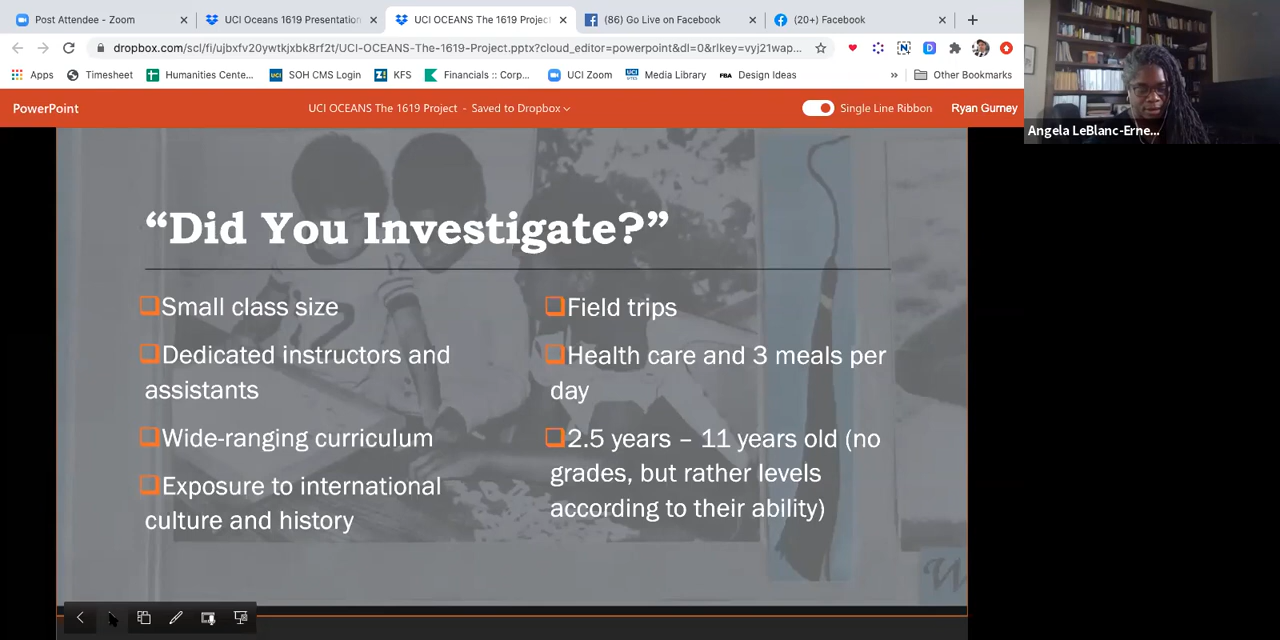 Post Attendee - Zoom
UCI Oceans 1619 Presentation
UCI OCEANS The 1619 Projec
(86) Go Live on Facebook
(20+) Facebook
dropbox.com/scl/fi/ujbxfv20ywtkjxbk8rf2t/UCI-OCEANS-The-1619-Project.pptx?cloud_editor=powerpoint&dl=0&rlkey=vyj21wap...
Apps Timesheet Humanities Cente... SOH CMS Login KFS Financials :: Corp... UCI Zoom Media Library FBA Design Ideas » Other Bookmarks
PowerPoint
UCI OCEANS The 1619 Project - Saved to Dropbox
Single Line Ribbon
Ryan Gurney
Angela LeBlanc-Erne...
“Did You Investigate?”
Small class size
Dedicated instructors and
assistants
Wide-ranging curriculum
Exposure to international
culture and history
Field trips
Health care and 3 meals per
day
2.5 years – 11 years old (no
grades, but rather levels
according to their ability)